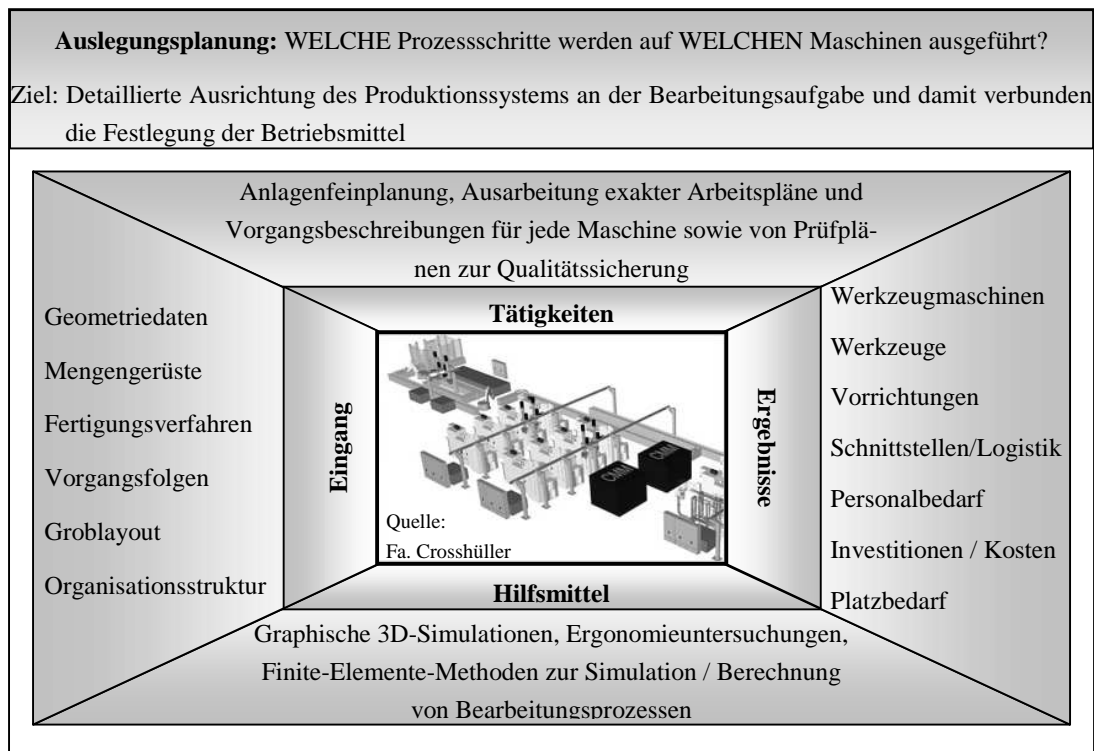 Auslegungsplanung: WELCHE Prozessschritte werden auf WELCHEN Maschinen ausgeführt?
Ziel: Detaillierte Ausrichtung des Produktionssystems an der Bearbeitungsaufgabe und damit verbunden
die Festlegung der Betriebsmittel
Anlagenfeinplanung, Ausarbeitung exakter Arbeitspläne und
Vorgangsbeschreibungen für jede Maschine sowie von Prüfplä-
nen zur Qualitätssicherung
Tätigkeiten
Eingang
Geometriedaten
Mengengerüste
Fertigungsverfahren
Vorgangsfolgen
Groblayout
Organisationsstruktur
CMM
CMM
Quelle:
Fa. Crosshüller
Ergebnisse
Werkzeugmaschinen
Werkzeuge
Vorrichtungen
Schnittstellen/Logistik
Personalbedarf
Investitionen / Kosten
Platzbedarf
Hilfsmittel
Graphische 3D-Simulationen, Ergonomieuntersuchungen,
Finite-Elemente-Methoden zur Simulation / Berechnung
von Bearbeitungsprozessen